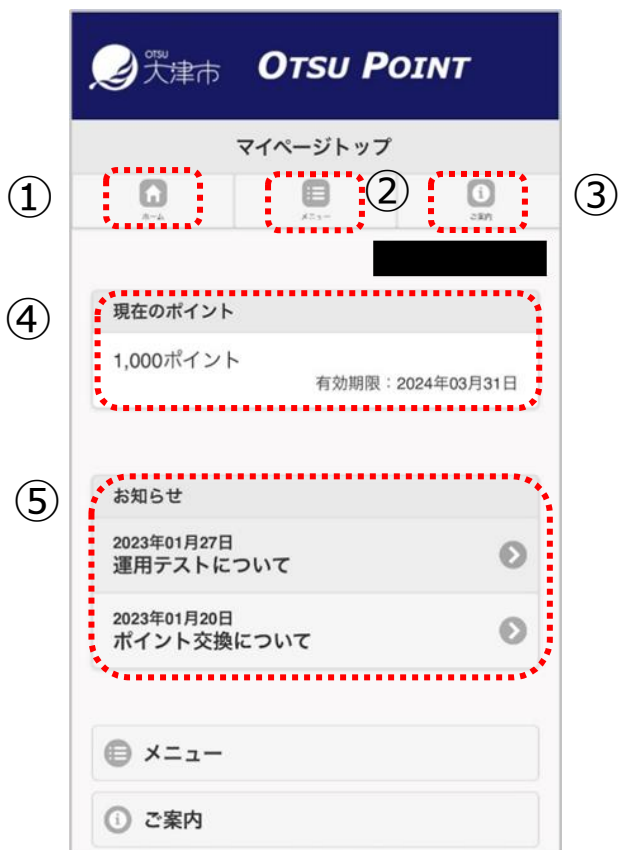 OTSU
大津市 OTSU POINT
マイページトップ
① ② ③
ホーム メニュー ご案内
④
現在のポイント
1,000ポイント
有効期限：2024年03月31日
⑤
お知らせ
2023年01月27日
運用テストについて
2023年01月20日
ポイント交換について
メニュー
ご案内